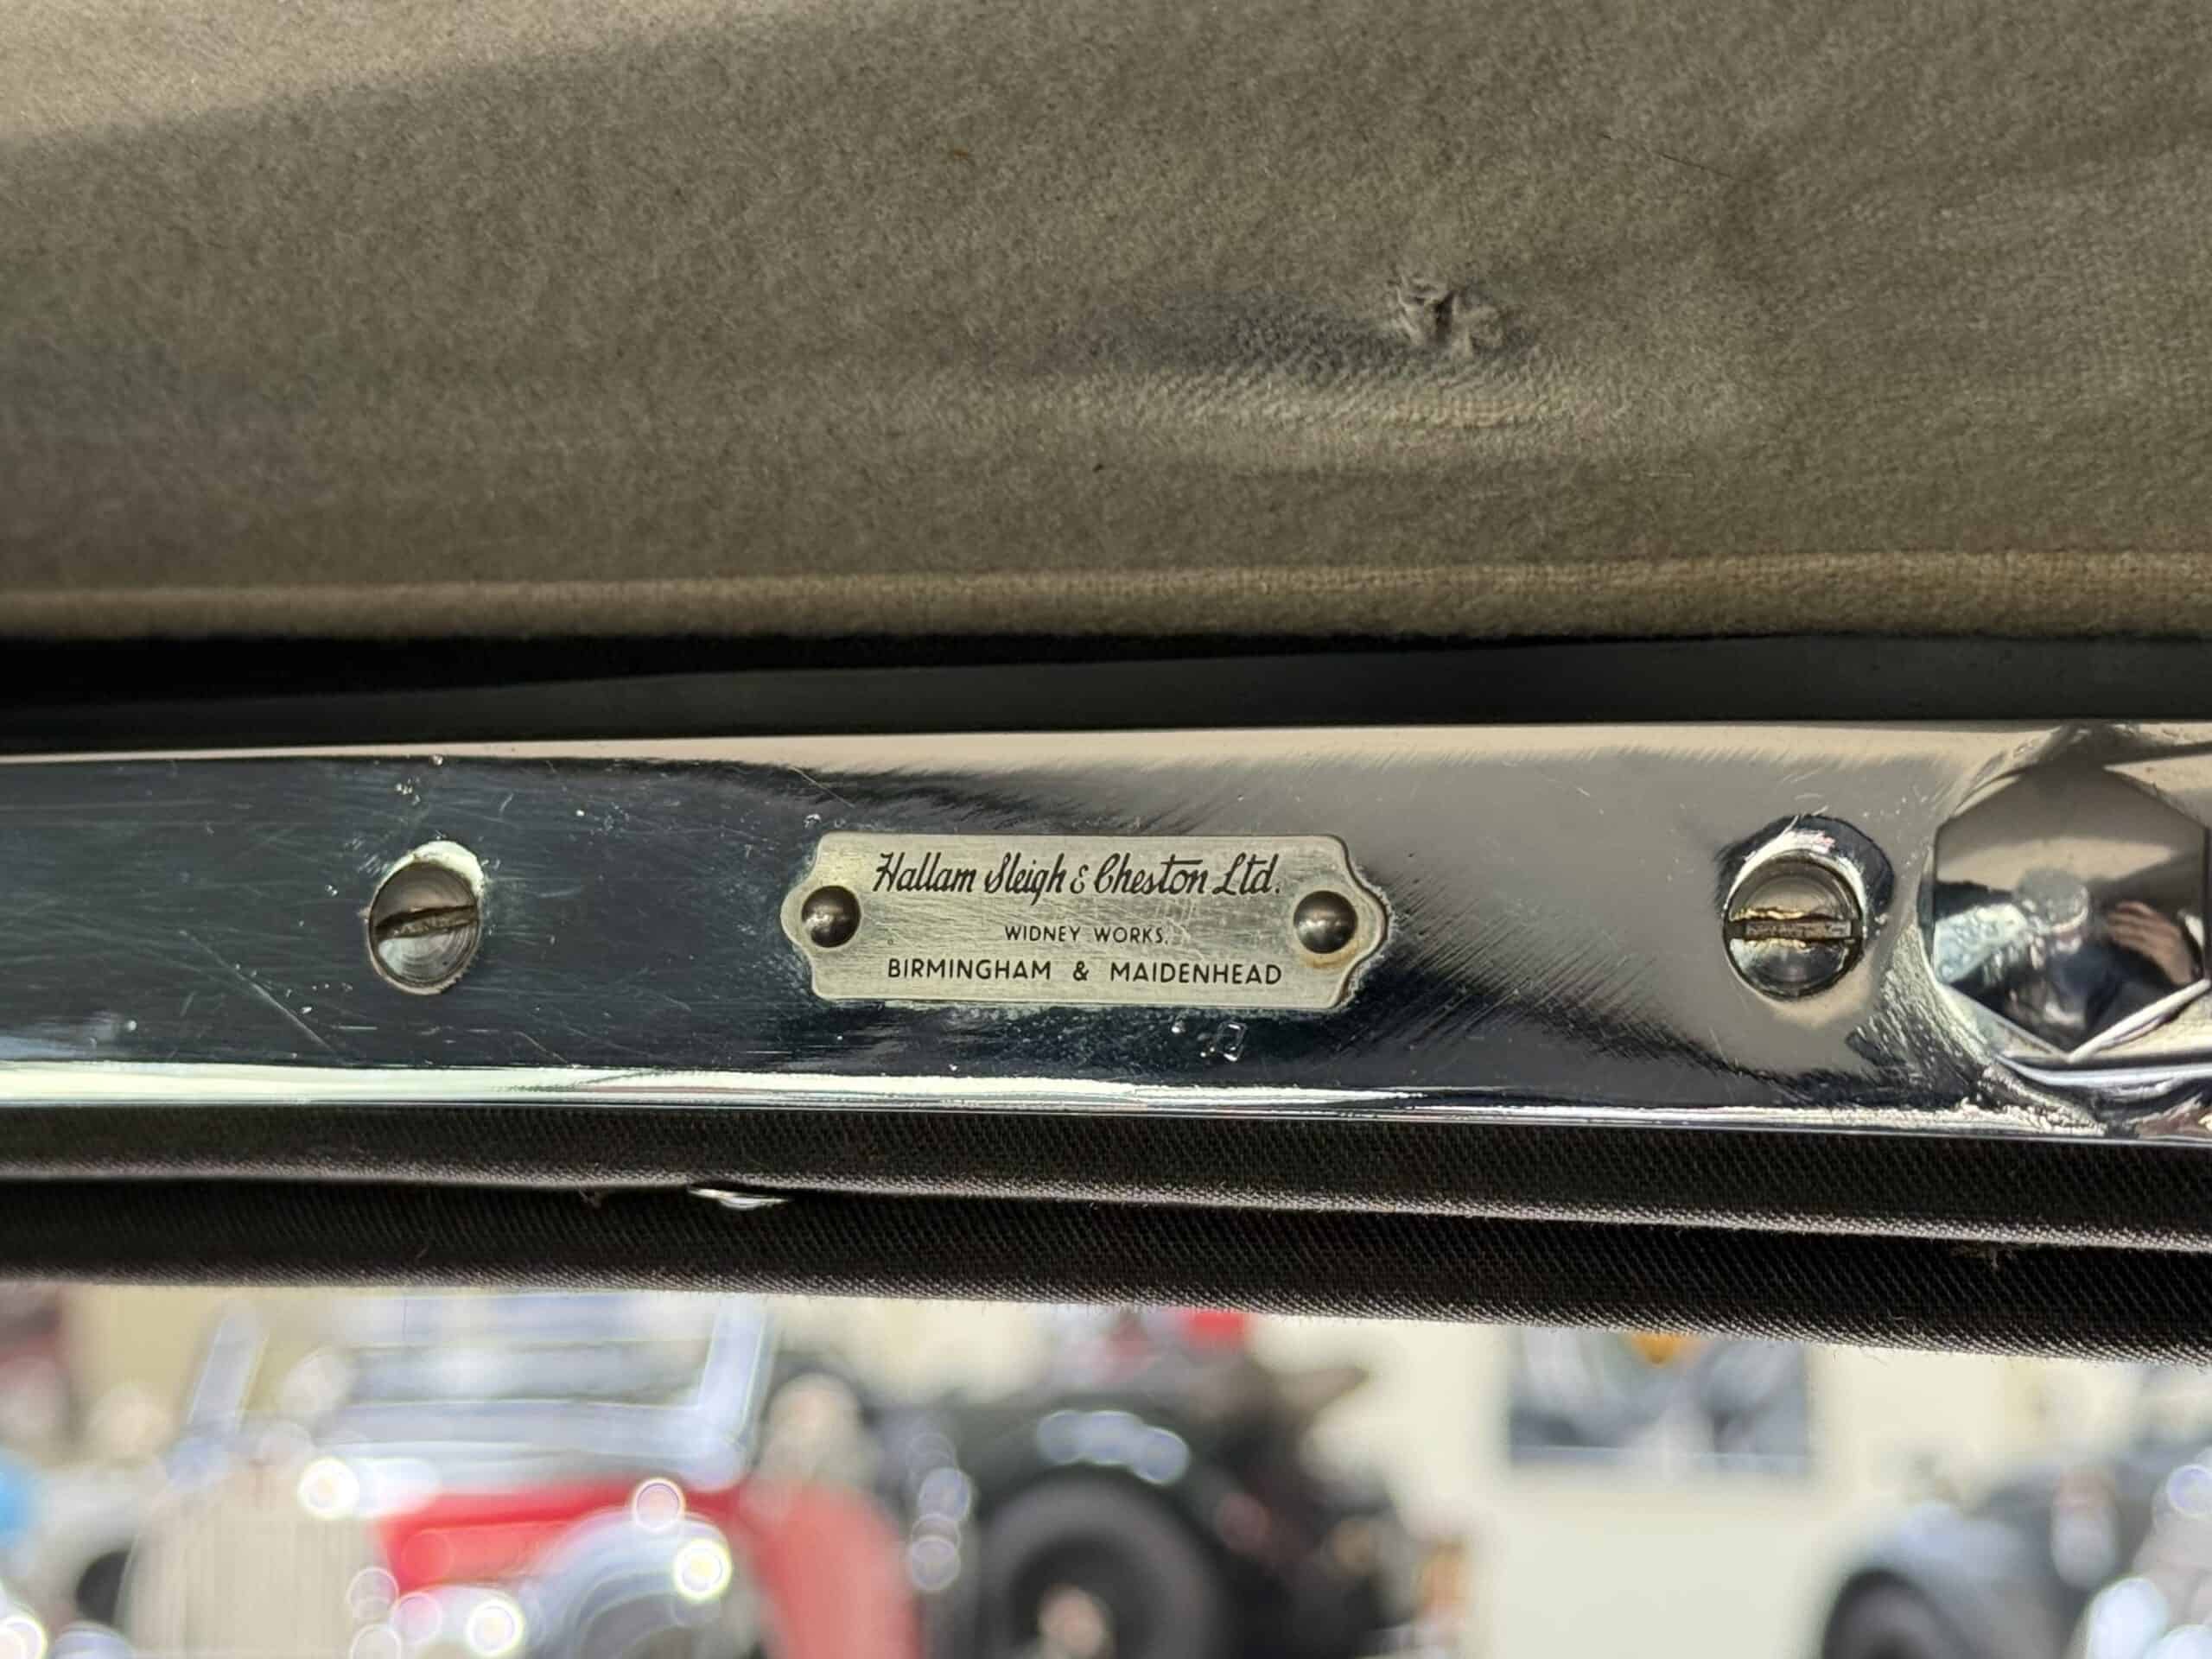 Hallam Sleigh & Cheston Ltd.
WIDNEY WORKS,
BIRMINGHAM & MAIDENHEAD